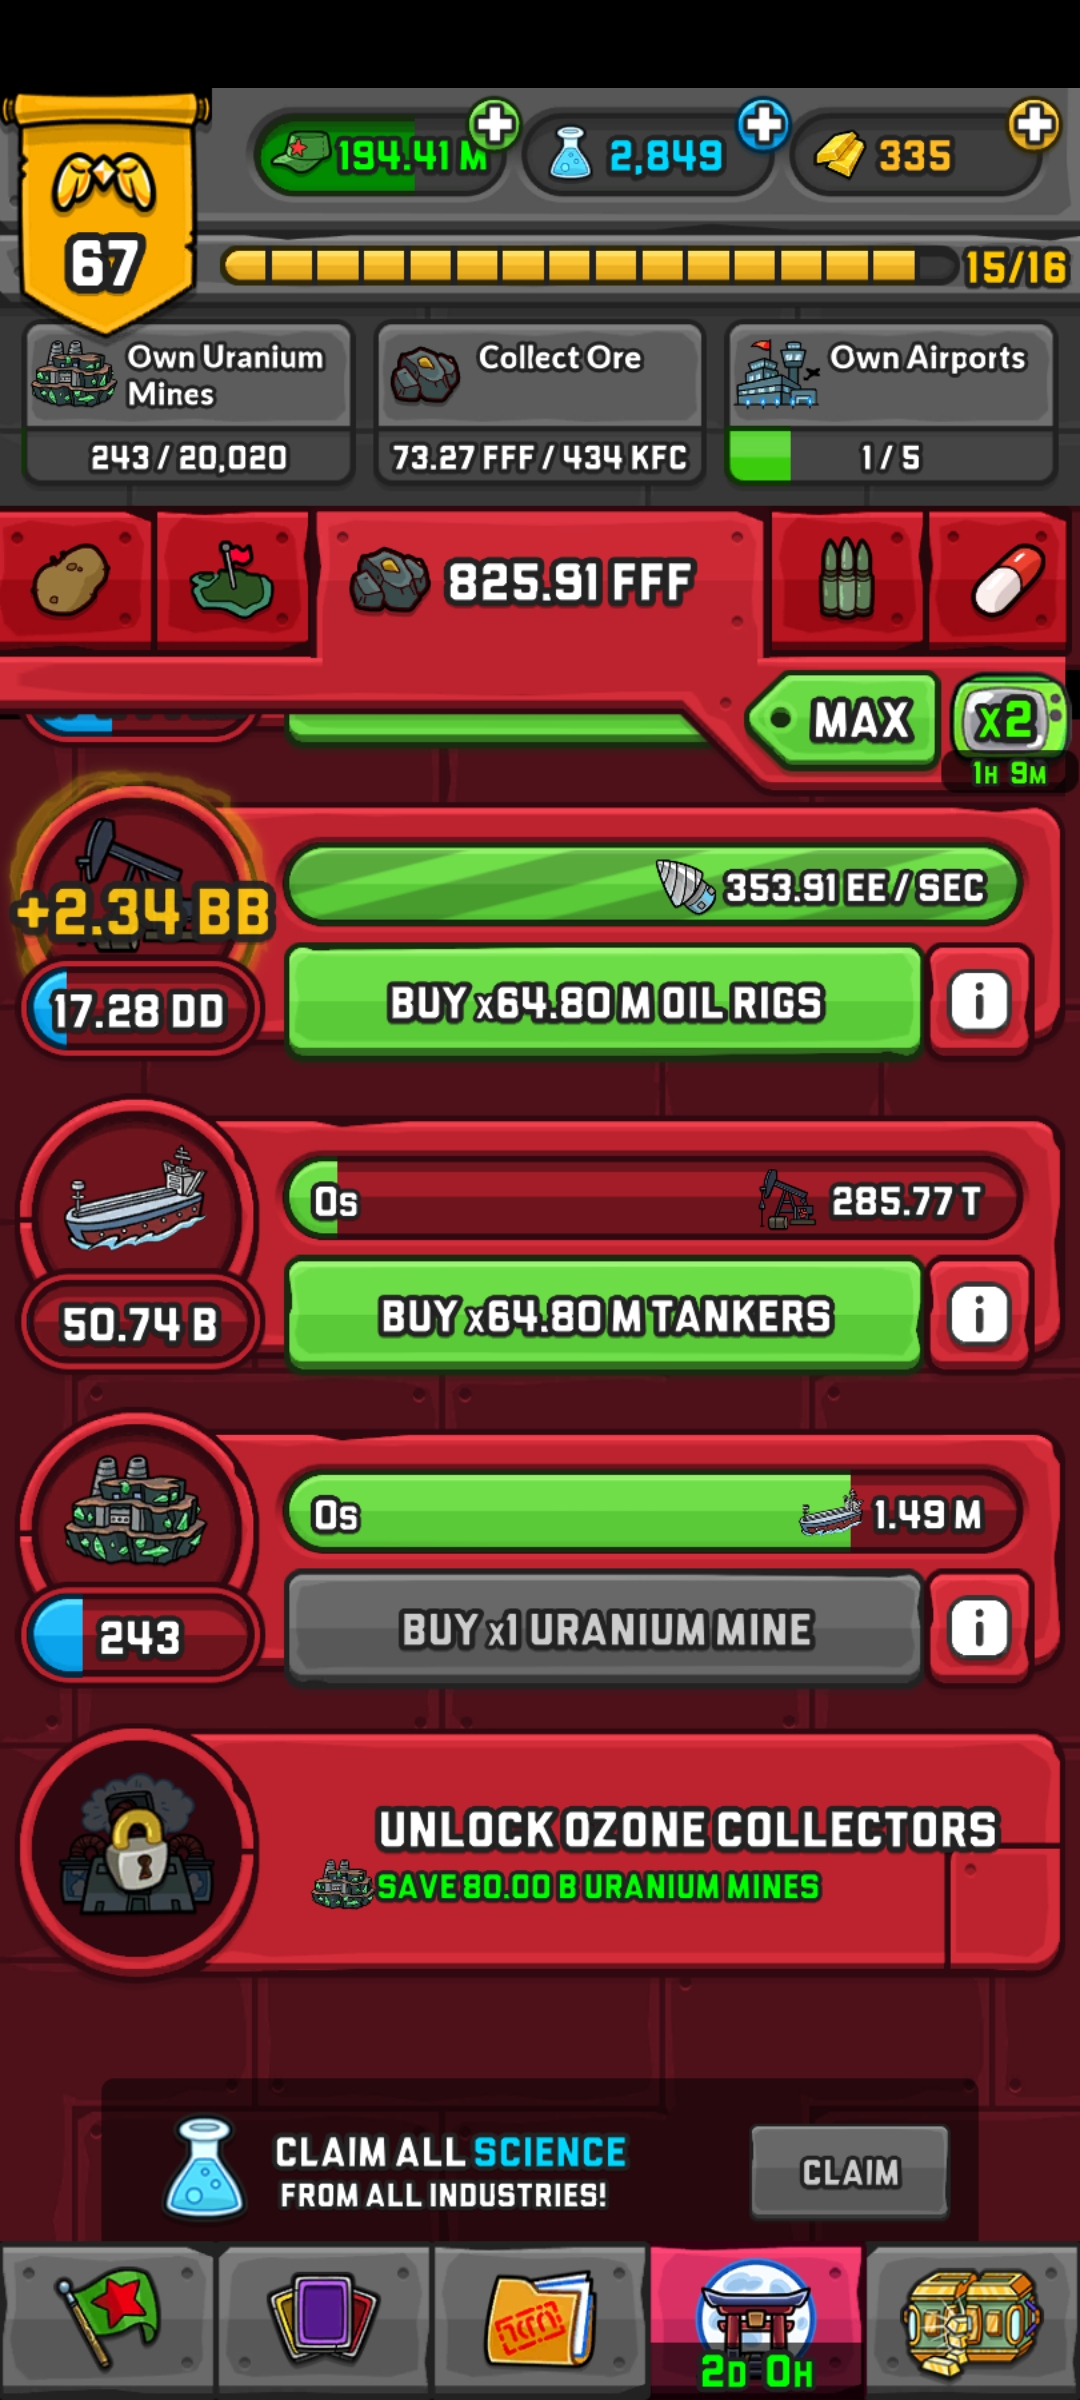 194.41 M
2,849
335
67
15/16
Own Uranium
Mines
243 / 20,020
Collect Ore
73.27 FFF / 434 KFC
Own Airports
1 / 5
825.91 FFF
MAX
x2
1H 9M
+2.34 BB
353.91 EE / SEC
17.28 DD
BUY x64.80 M OIL RIGS
i
0s
285.77 T
50.74 B
BUY x64.80 M TANKERS
i
0s
1.49 M
243
BUY x1 URANIUM MINE
i
UNLOCK OZONE COLLECTORS
SAVE 80.00 B URANIUM MINES
CLAIM ALL SCIENCE
FROM ALL INDUSTRIES!
CLAIM
2D 0H